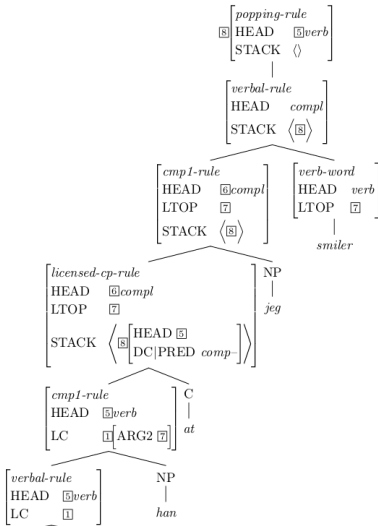 popping-rule
8 HEAD 5 verb
STACK ⟨⟩
verbal-rule
HEAD compl
STACK ⟨ 8 ⟩
cmp1-rule
HEAD 6 compl
LTOP 7
STACK ⟨ 8 ⟩
verb-word
HEAD verb
LTOP 7
smiler
licensed-cp-rule
HEAD 6 compl
LTOP 7
STACK ⟨ 8 [ HEAD 5
DC|PRED comp– ] ⟩
NP
jeg
cmp1-rule
HEAD 5 verb
LC 1 [ ARG2 7 ]
C
at
verbal-rule
HEAD 5 verb
LC 1
NP
han